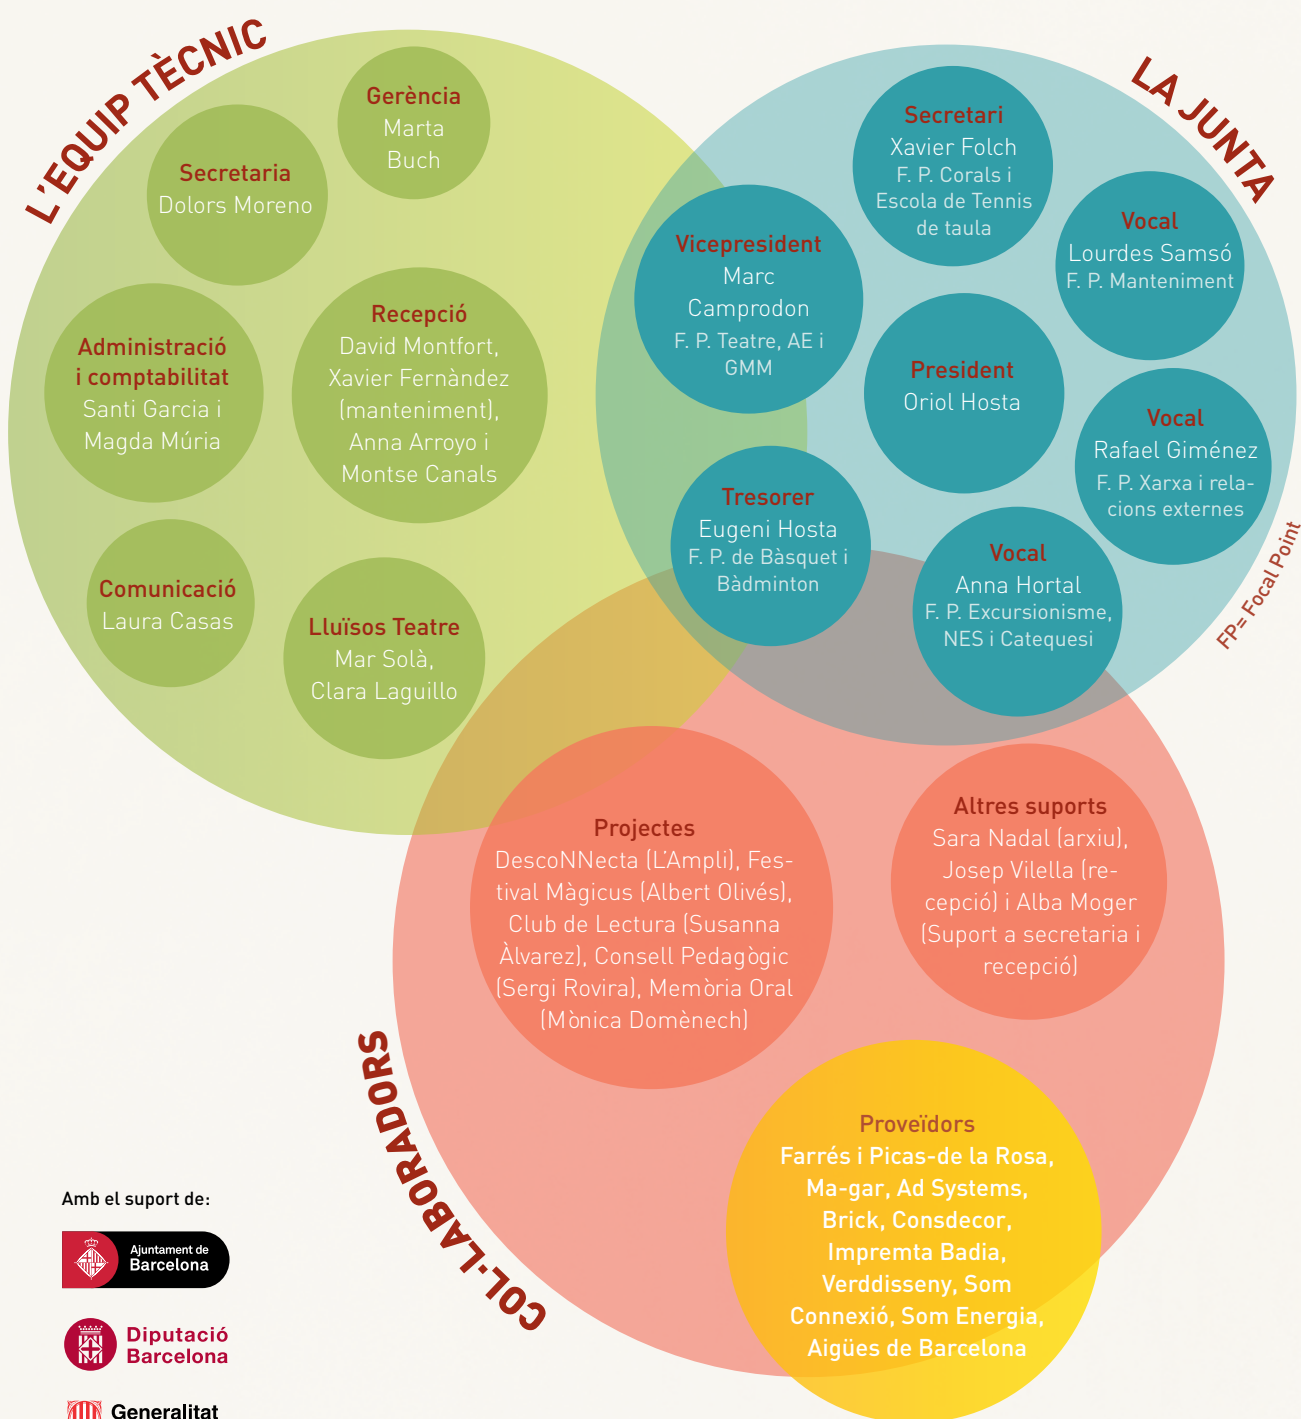 L'EQUIP TÈCNIC
Gerència
Marta
Buch
Secretaria
Dolors Moreno
Administració
i comptabilitat
Santi Garcia i
Magda Múria
Recepció
David Montfort,
Xavier Fernàndez
(manteniment),
Anna Arroyo i
Montse Canals
Comunicació
Laura Casas
Lluïsos Teatre
Mar Solà,
Clara Laguillo
LA JUNTA
Secretari
Xavier Folch
F. P. Corals i
Escola de Tennis
de taula
Vicepresident
Marc
Camprodon
F. P. Teatre, AE i
GMM
Vocal
Lourdes Samsó
F. P. Manteniment
President
Oriol Hosta
Vocal
Rafael Giménez
F. P. Xarxa i rela-
cions externes
Tresorer
Eugeni Hosta
F. P. de Bàsquet i
Bàdminton
Vocal
Anna Hortal
F. P. Excursionisme,
NES i Catequesi
FP= Focal Point
COL·LABORADORS
Projectes
DescoNNecta (L'Ampli), Fes-
tival Màgicus (Albert Olivés),
Club de Lectura (Susanna
Àlvarez), Consell Pedagògic
(Sergi Rovira), Memòria Oral
(Mònica Domènech)
Altres suports
Sara Nadal (arxiu),
Josep Vilella (re-
cepció) i Alba Moger
(Suport a secretaria i
recepció)
Proveïdors
Farrés i Picas-de la Rosa,
Ma-gar, Ad Systems,
Brick, Consdecor,
Impremta Badia,
Verddisseny, Som
Connexió, Som Energia,
Aigües de Barcelona
Amb el suport de:
Ajuntament de
Barcelona
Diputació
Barcelona
Generalitat